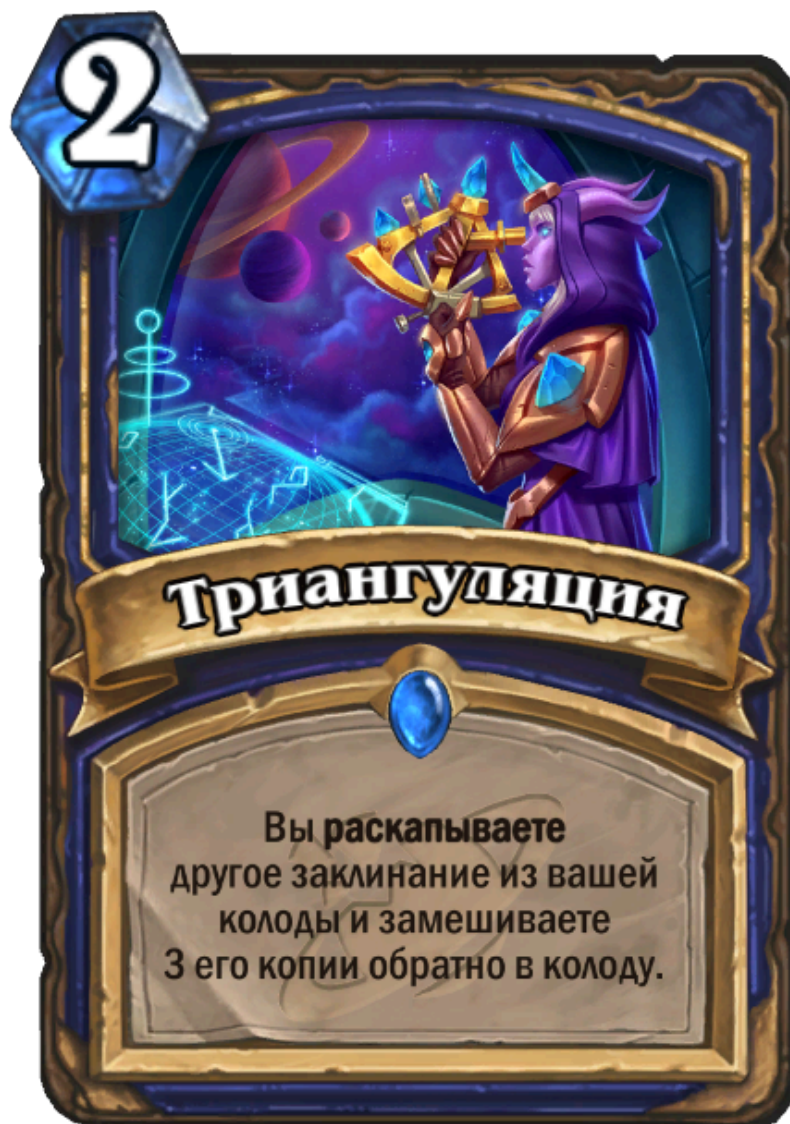 2
Триангуляция
Вы раскапываете
другое заклинание из вашей
колоды и замешиваете
3 его копии обратно в колоду.